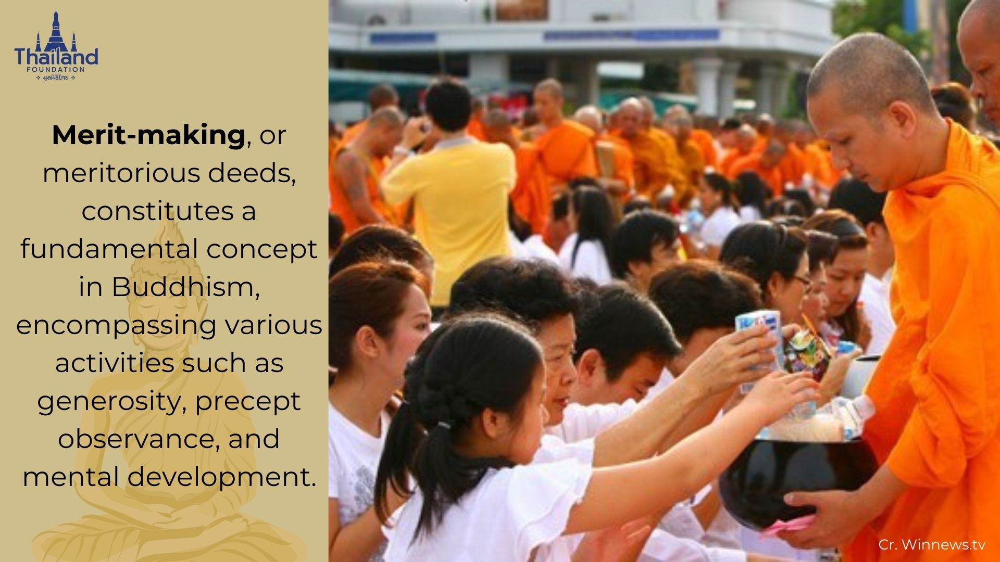 Thailand
FOUNDATION
มูลนิธิไทย
Merit-making, or
meritorious deeds,
constitutes a
fundamental concept
in Buddhism,
encompassing various
activities such as
generosity, precept
observance, and
mental development.
Cr. Winnews.tv